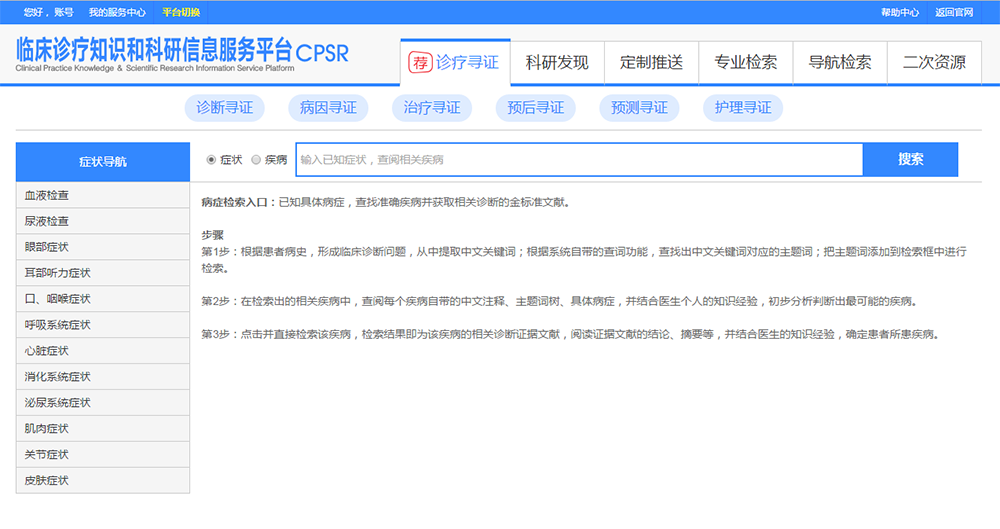 您好， 账号 我的服务中心 平台切换 帮助中心 返回官网
临床诊疗知识和科研信息服务平台CPSR
Clinical Practice Knowledge & Scientific Research Information Service Platform
荐 诊疗寻证 科研发现 定制推送 专业检索 导航检索 二次资源
诊断寻证 病因寻证 治疗寻证 预后寻证 预测寻证 护理寻证
症状导航
血液检查
尿液检查
眼部症状
耳部听力症状
口、咽喉症状
呼吸系统症状
心脏症状
消化系统症状
泌尿系统症状
肌肉症状
关节症状
皮肤症状
症状 疾病 输入已知症状，查阅相关疾病 搜索
病症检索入口：已知具体病症，查找准确疾病并获取相关诊断的金标准文献。
步骤
第1步：根据患者病史，形成临床诊断问题，从中提取中文关键词；根据系统自带的查词功能，查找出中文关键词对应的主题词；把主题词添加到检索框中进行
检索。
第2步：在检索出的相关疾病中，查阅每个疾病自带的中文注释、主题词树、具体病症，并结合医生个人的知识经验，初步分析判断出最可能的疾病。
第3步：点击并直接检索该疾病，检索结果即为该疾病的相关诊断证据文献，阅读证据文献的结论、摘要等，并结合医生的知识经验，确定患者所患疾病。